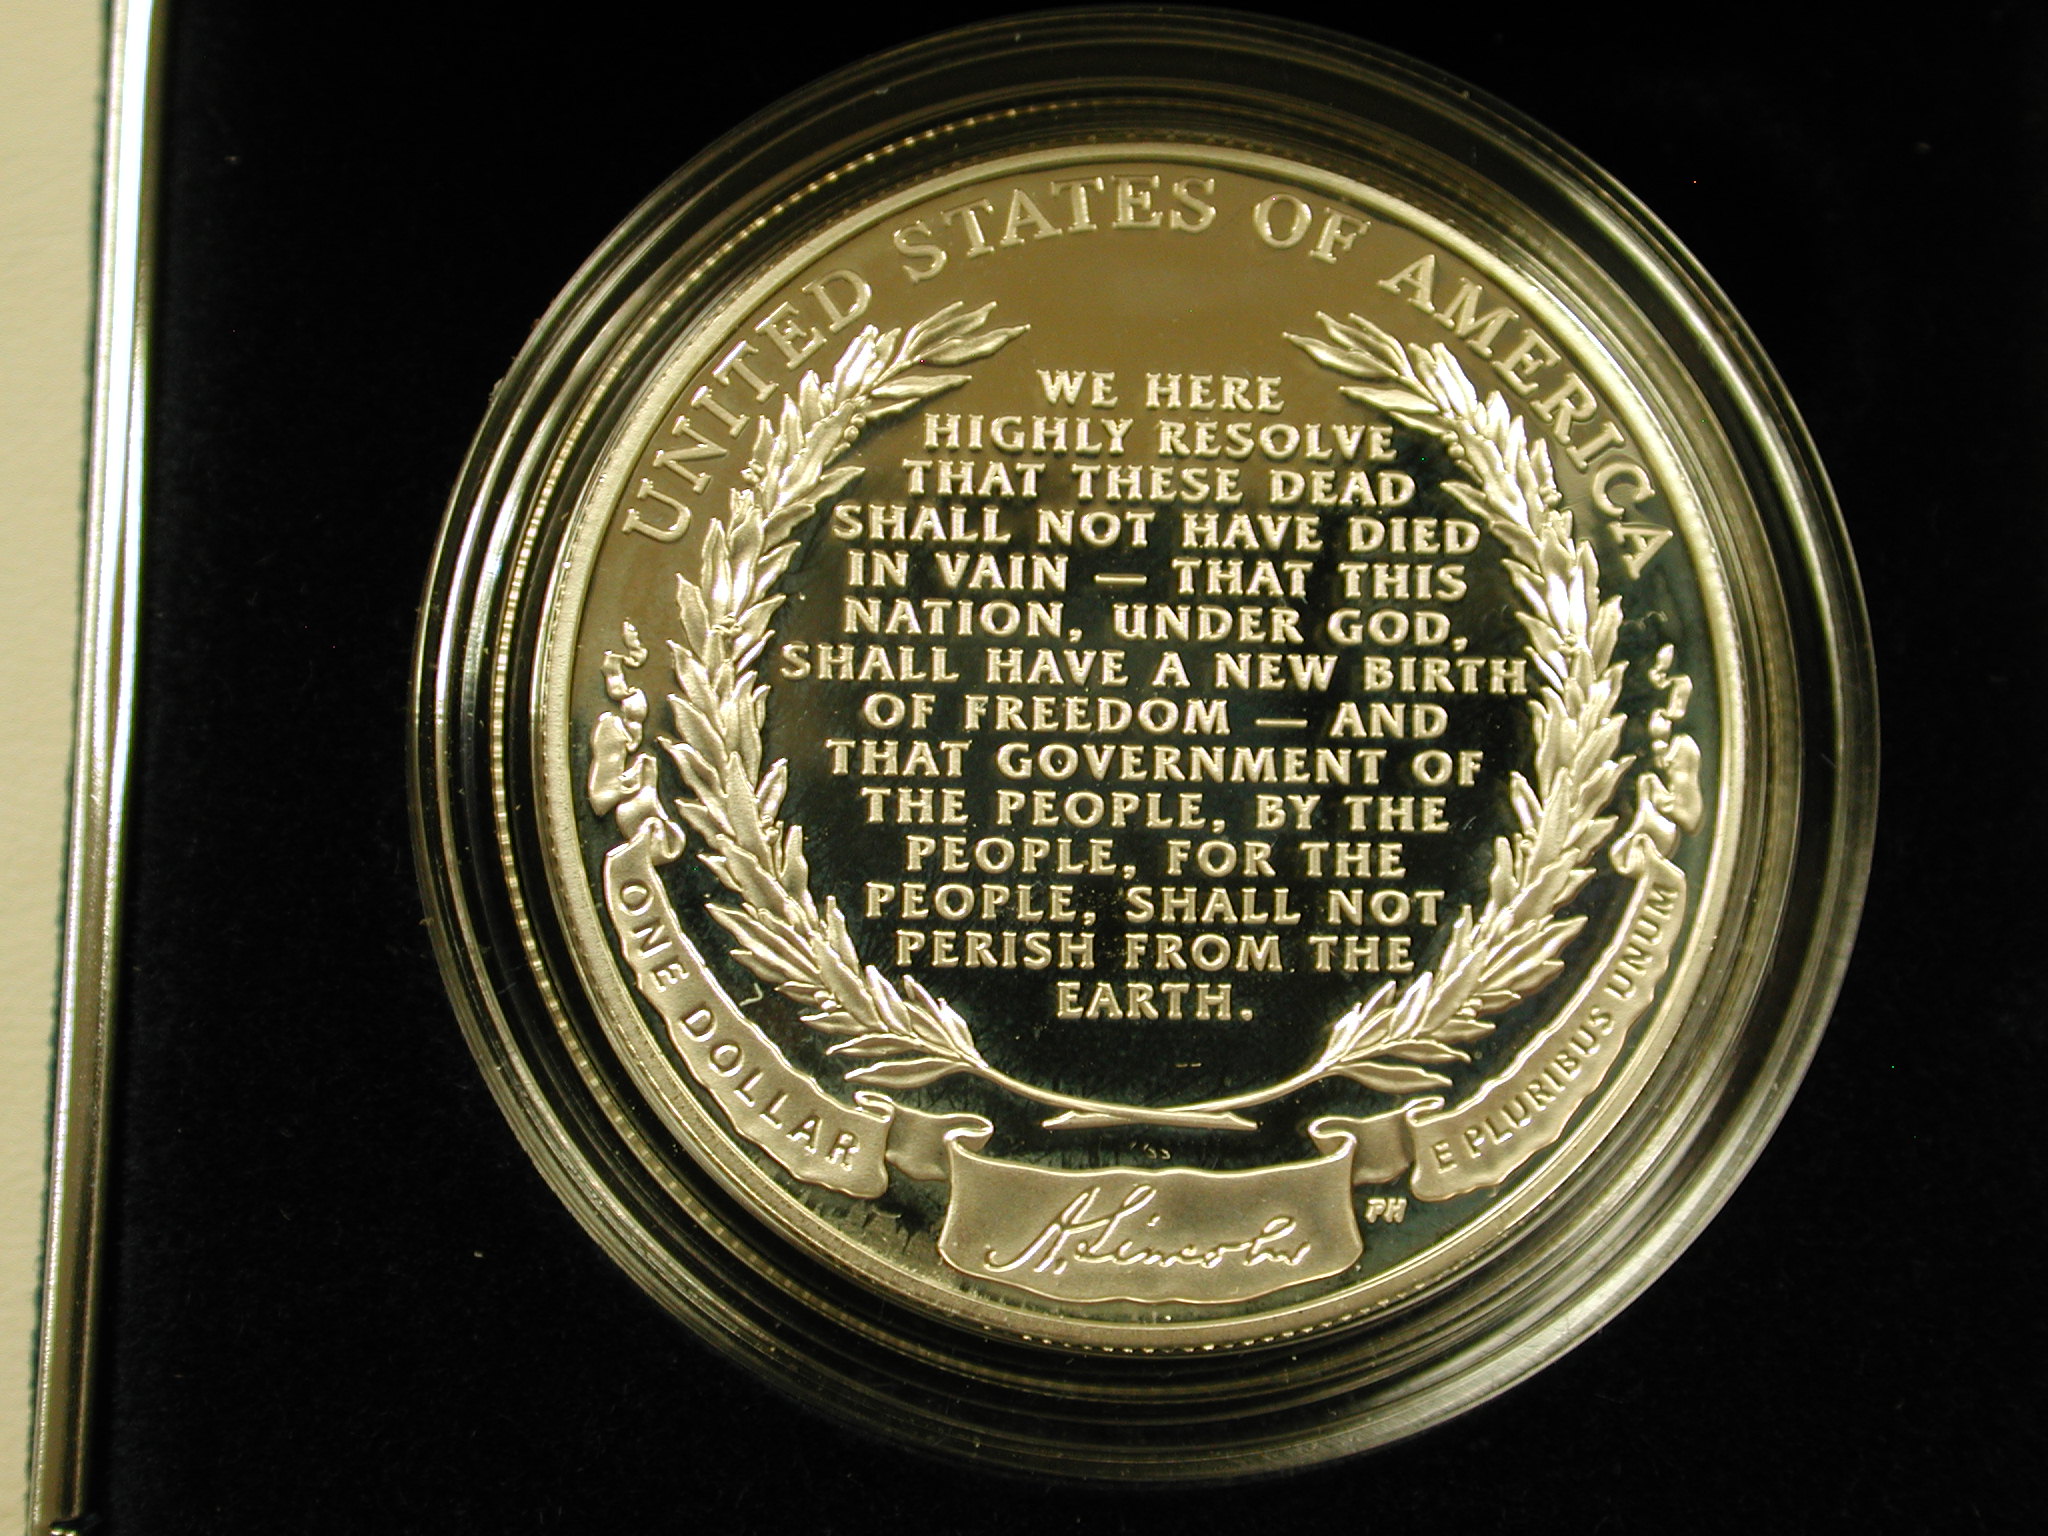 UNITED STATES OF AMERICA
WE HERE
HIGHLY RESOLVE
THAT THESE DEAD
SHALL NOT HAVE DIED
IN VAIN — THAT THIS
NATION, UNDER GOD,
SHALL HAVE A NEW BIRTH
OF FREEDOM — AND
THAT GOVERNMENT OF
THE PEOPLE, BY THE
PEOPLE, FOR THE
PEOPLE, SHALL NOT
PERISH FROM THE
EARTH.
ONE DOLLAR
E PLURIBUS UNUM
A. Lincoln
PH